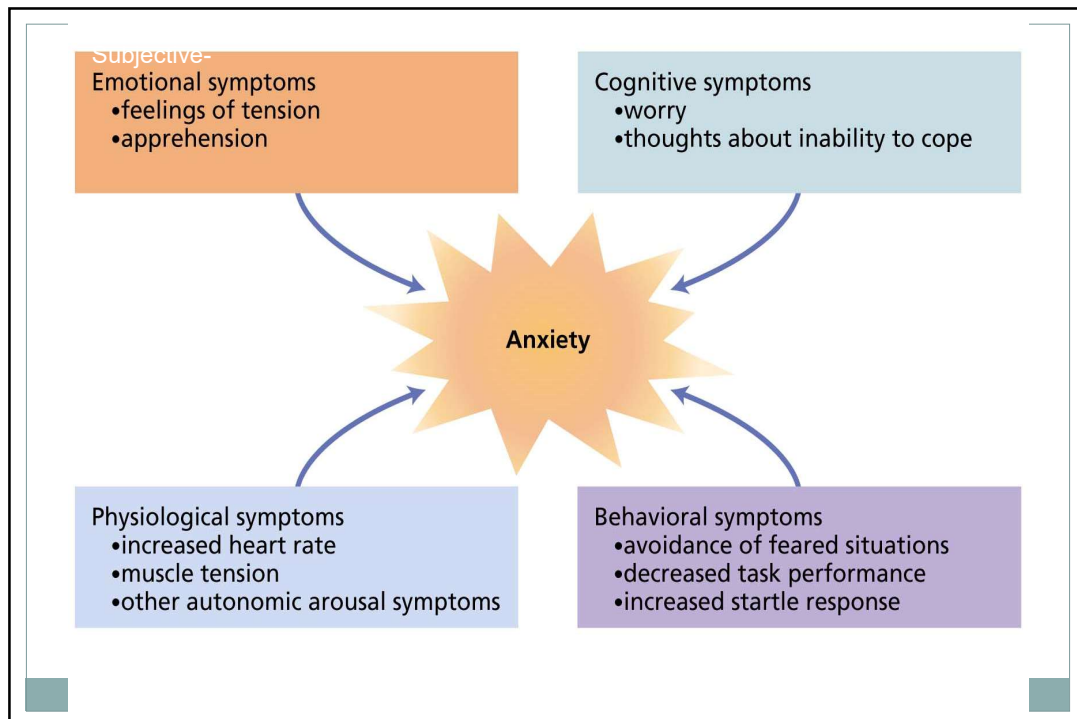 Subjective-
Emotional symptoms
•feelings of tension
•apprehension
Cognitive symptoms
•worry
•thoughts about inability to cope
Anxiety
Physiological symptoms
•increased heart rate
•muscle tension
•other autonomic arousal symptoms
Behavioral symptoms
•avoidance of feared situations
•decreased task performance
•increased startle response